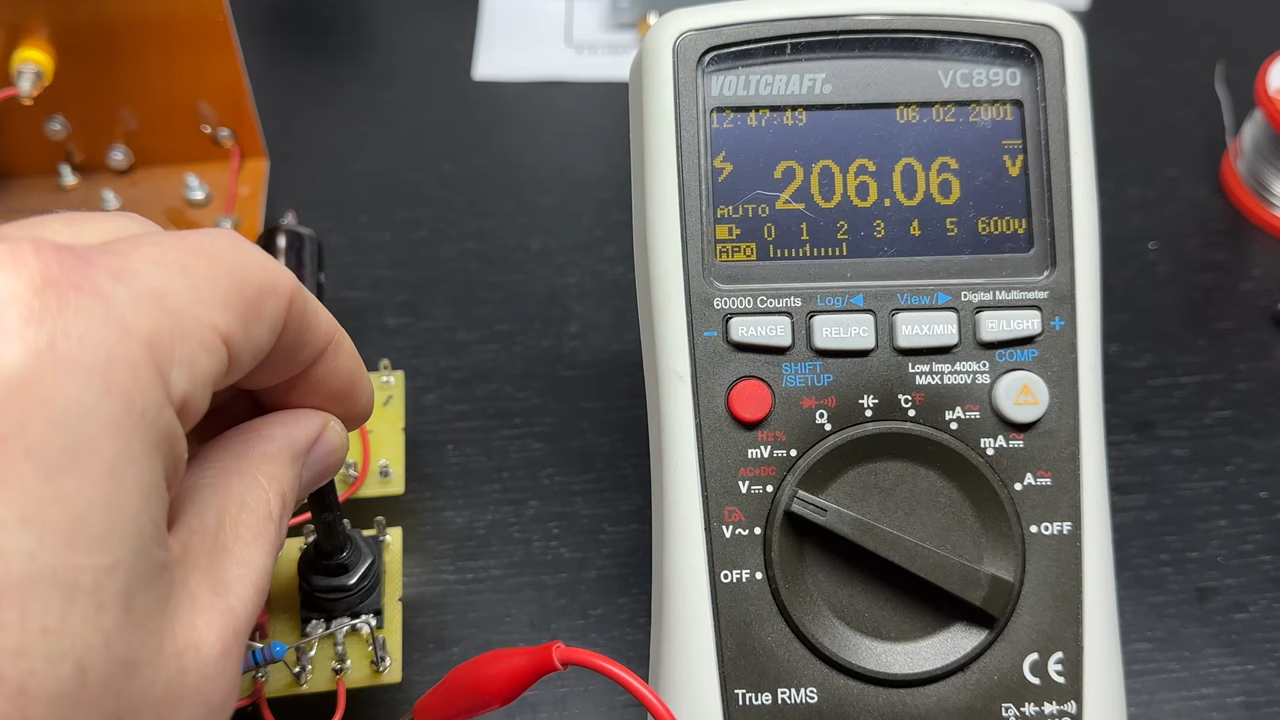 VOLTCRAFT® VC890
12:47:49 06.02.2001
206.06 V
AUTO
0 1 2 3 4 5 600V
APO
60000 Counts Log/◀ View/▶ Digital Multimeter
− RANGE REL/PC MAX/MIN H/LIGHT +
SHIFT
/SETUP
COMP
Low imp.400kΩ
MAX 1000V 3S
Ω
℃℉
µA
mA
A
OFF
Hz%
mV
AC+DC
V
V~
OFF
True RMS
CE